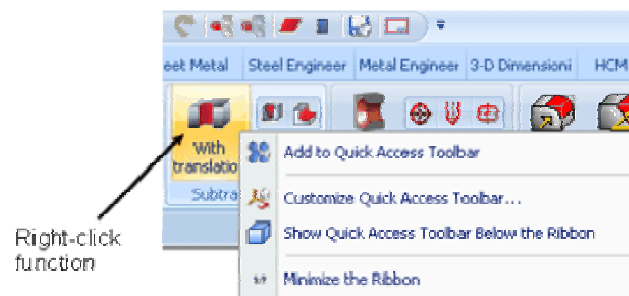 eet Metal Steel Engineer Metal Engineer 3-D Dimensioni HCM
With
translatio
Subtra
Add to Quick Access Toolbar
Customize Quick Access Toolbar...
Show Quick Access Toolbar Below the Ribbon
Minimize the Ribbon
Right-click
function